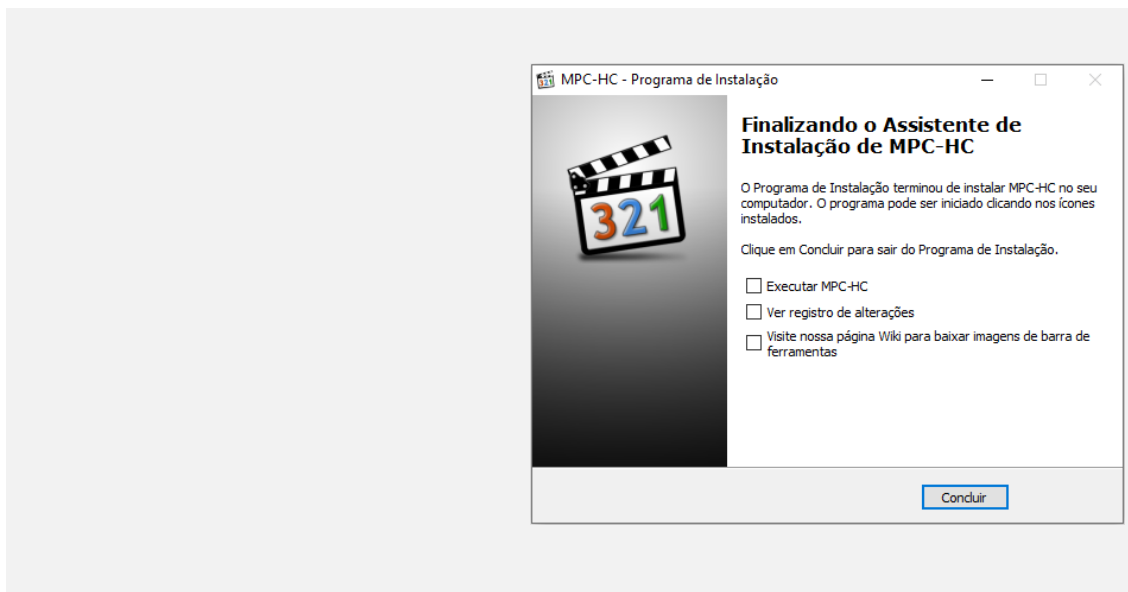 MPC-HC - Programa de Instalação
Finalizando o Assistente de
Instalação de MPC-HC
O Programa de Instalação terminou de instalar MPC-HC no seu
computador. O programa pode ser iniciado clicando nos ícones
instalados.
Clique em Concluir para sair do Programa de Instalação.
Executar MPC-HC
Ver registro de alterações
Visite nossa página Wiki para baixar imagens de barra de
ferramentas
321
Concluir